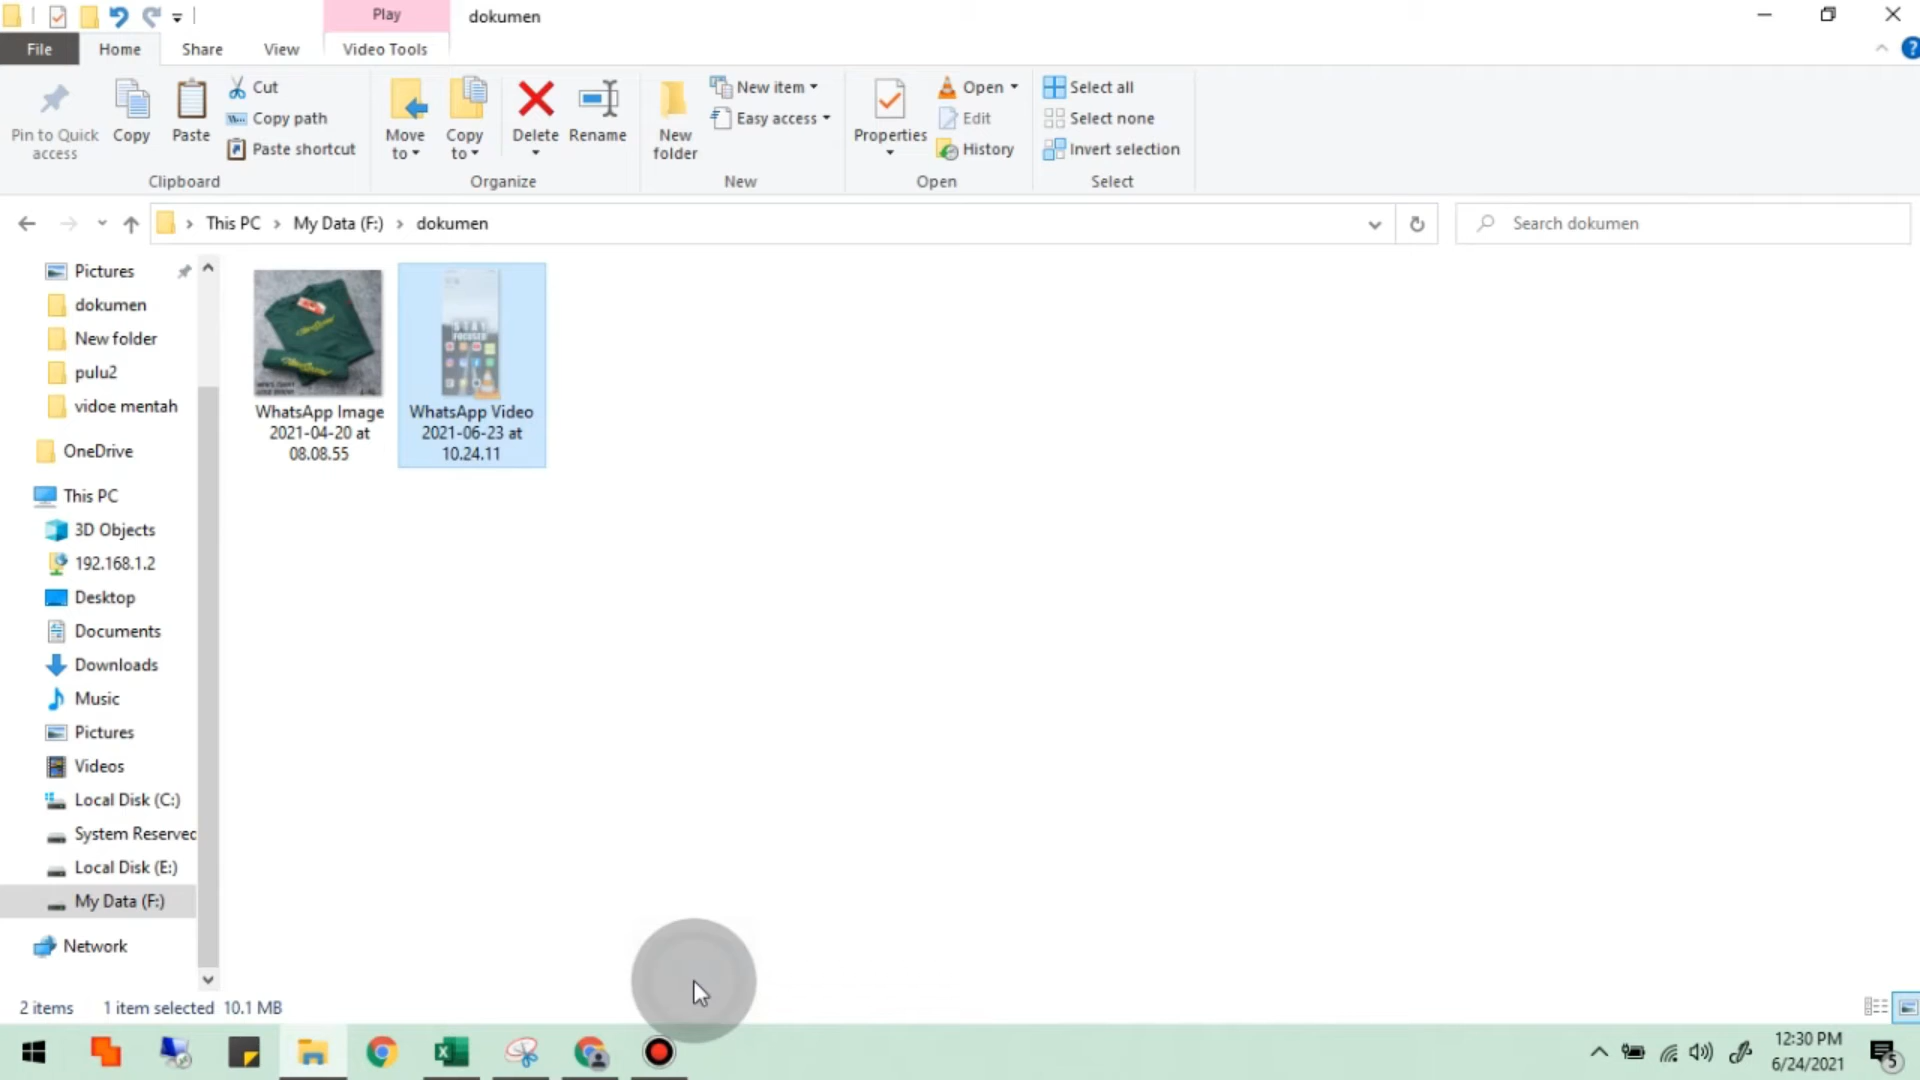 Play
dokumen
File
Home
Share
View
Video Tools
Pin to Quick
access
Copy
Paste
Cut
Copy path
Paste shortcut
Clipboard
Move
to
Copy
to
Delete
Rename
Organize
New
folder
New item
Easy access
New
Properties
Open
Edit
History
Open
Select all
Select none
Invert selection
Select
This PC
My Data (F:)
dokumen
Search dokumen
Pictures
dokumen
New folder
pulu2
vidoe mentah
OneDrive
This PC
3D Objects
192.168.1.2
Desktop
Documents
Downloads
Music
Pictures
Videos
Local Disk (C:)
System Reserved
Local Disk (E:)
My Data (F:)
Network
STAY
FOCUSED
WhatsApp Image
2021-04-20 at
08.08.55
WhatsApp Video
2021-06-23 at
10.24.11
2 items
1 item selected
10.1 MB
12:30 PM
6/24/2021
5